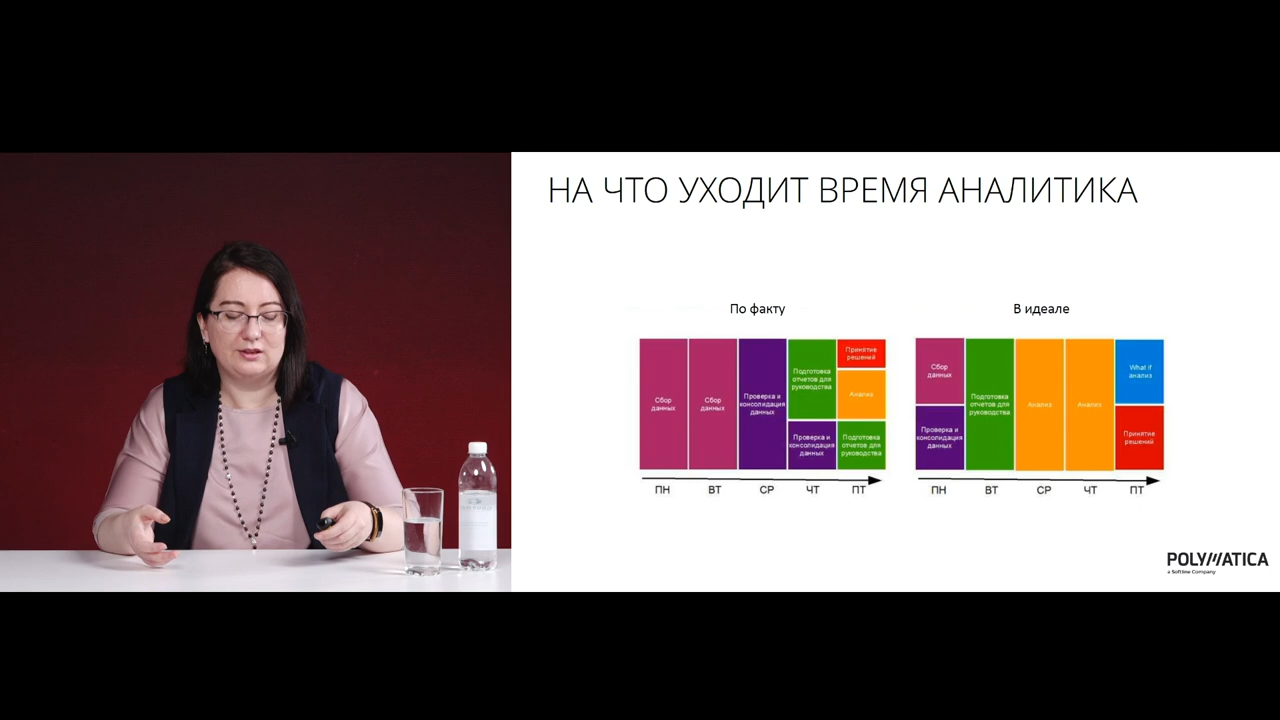 НА ЧТО УХОДИТ ВРЕМЯ АНАЛИТИКА
По факту
Сбор
данных
Сбор
данных
Проверка и
консолидация
данных
Подготовка
отчетов для
руководства
Проверка и
консолидация
данных
Принятие
решений
Анализ
Подготовка
отчетов для
руководства
ПН ВТ СР ЧТ ПТ
В идеале
Сбор
данных
Проверка и
консолидация
данных
Подготовка
отчетов для
руководства
Анализ
Анализ
What if
анализ
Принятие
решений
ПН ВТ СР ЧТ ПТ
POLYMATICA
a Softline Company